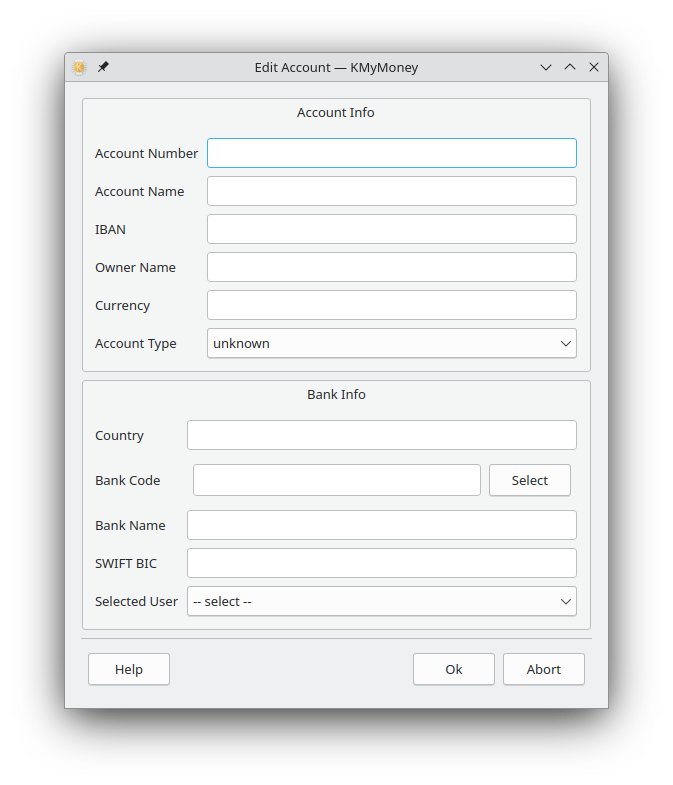 Edit Account — KMyMoney
Account Info
Account Number
Account Name
IBAN
Owner Name
Currency
Account Type unknown
Bank Info
Country
Bank Code Select
Bank Name
SWIFT BIC
Selected User -- select --
Help Ok Abort